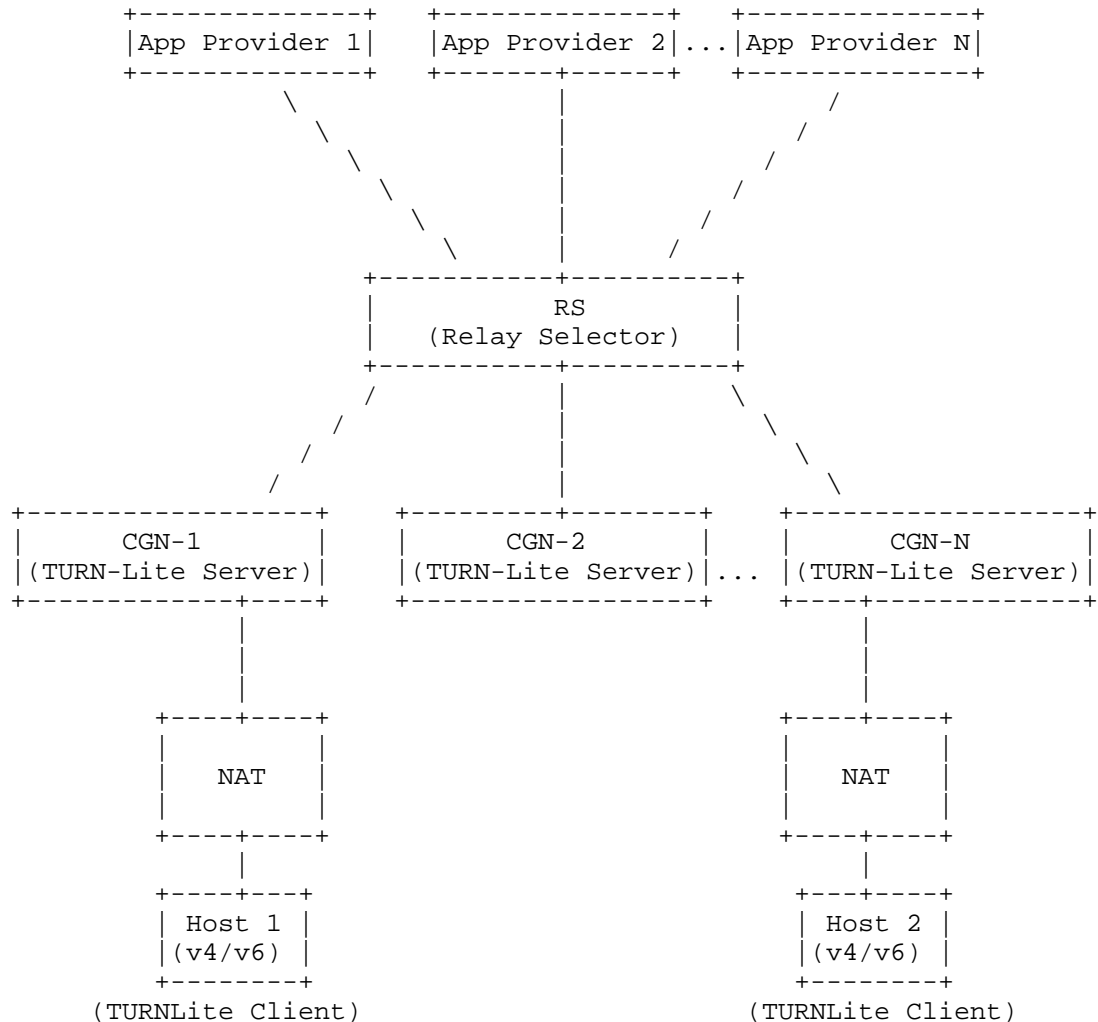 App Provider 1 App Provider 2 ... App Provider N
RS
(Relay Selector)
CGN-1 CGN-2 CGN-N
(TURN-Lite Server) (TURN-Lite Server) ... (TURN-Lite Server)
NAT NAT
Host 1 Host 2
(v4/v6) (v4/v6)
(TURNLite Client) (TURNLite Client)